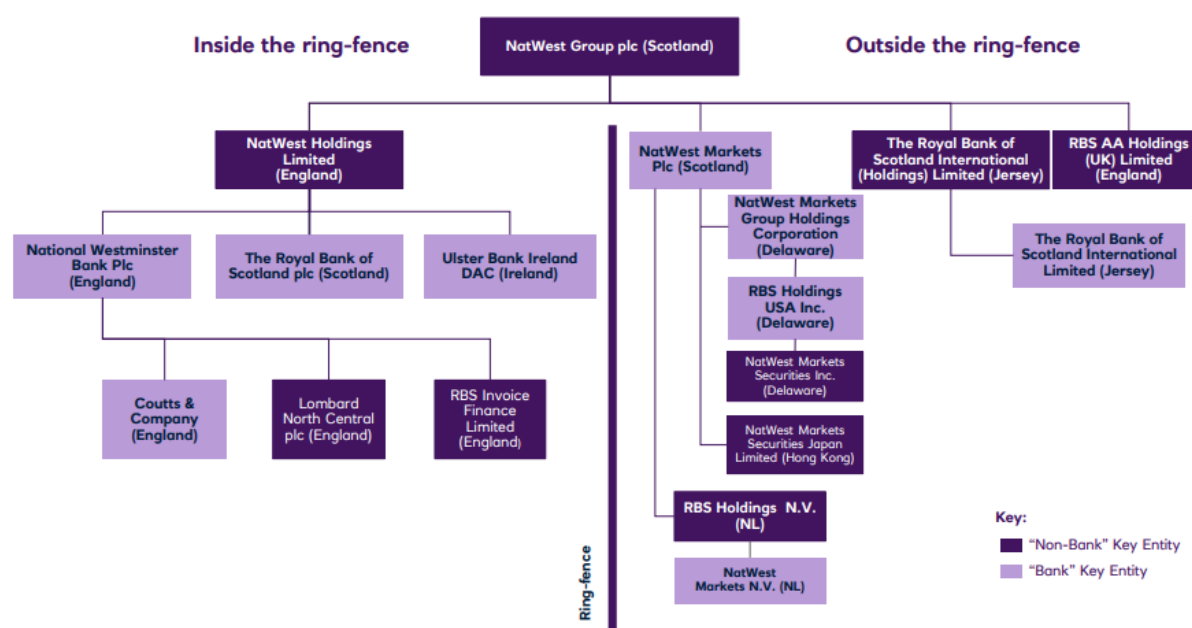 Inside the ring-fence
NatWest Group plc (Scotland)
Outside the ring-fence
NatWest Holdings
Limited
(England)
NatWest Markets
Plc (Scotland)
The Royal Bank of
Scotland International
(Holdings) Limited (Jersey)
RBS AA Holdings
(UK) Limited
(England)
National Westminster
Bank Plc
(England)
The Royal Bank of
Scotland plc (Scotland)
Ulster Bank Ireland
DAC (Ireland)
NatWest Markets
Group Holdings
Corporation
(Delaware)
The Royal Bank of
Scotland International
Limited (Jersey)
RBS Holdings
USA Inc.
(Delaware)
NatWest Markets
Securities Inc.
(Delaware)
Coutts &
Company
(England)
Lombard
North Central
plc (England)
RBS Invoice
Finance
Limited
(England)
NatWest Markets
Securities Japan
Limited (Hong Kong)
RBS Holdings N.V.
(NL)
NatWest
Markets N.V. (NL)
Ring-fence
Key:
“Non-Bank” Key Entity
“Bank” Key Entity